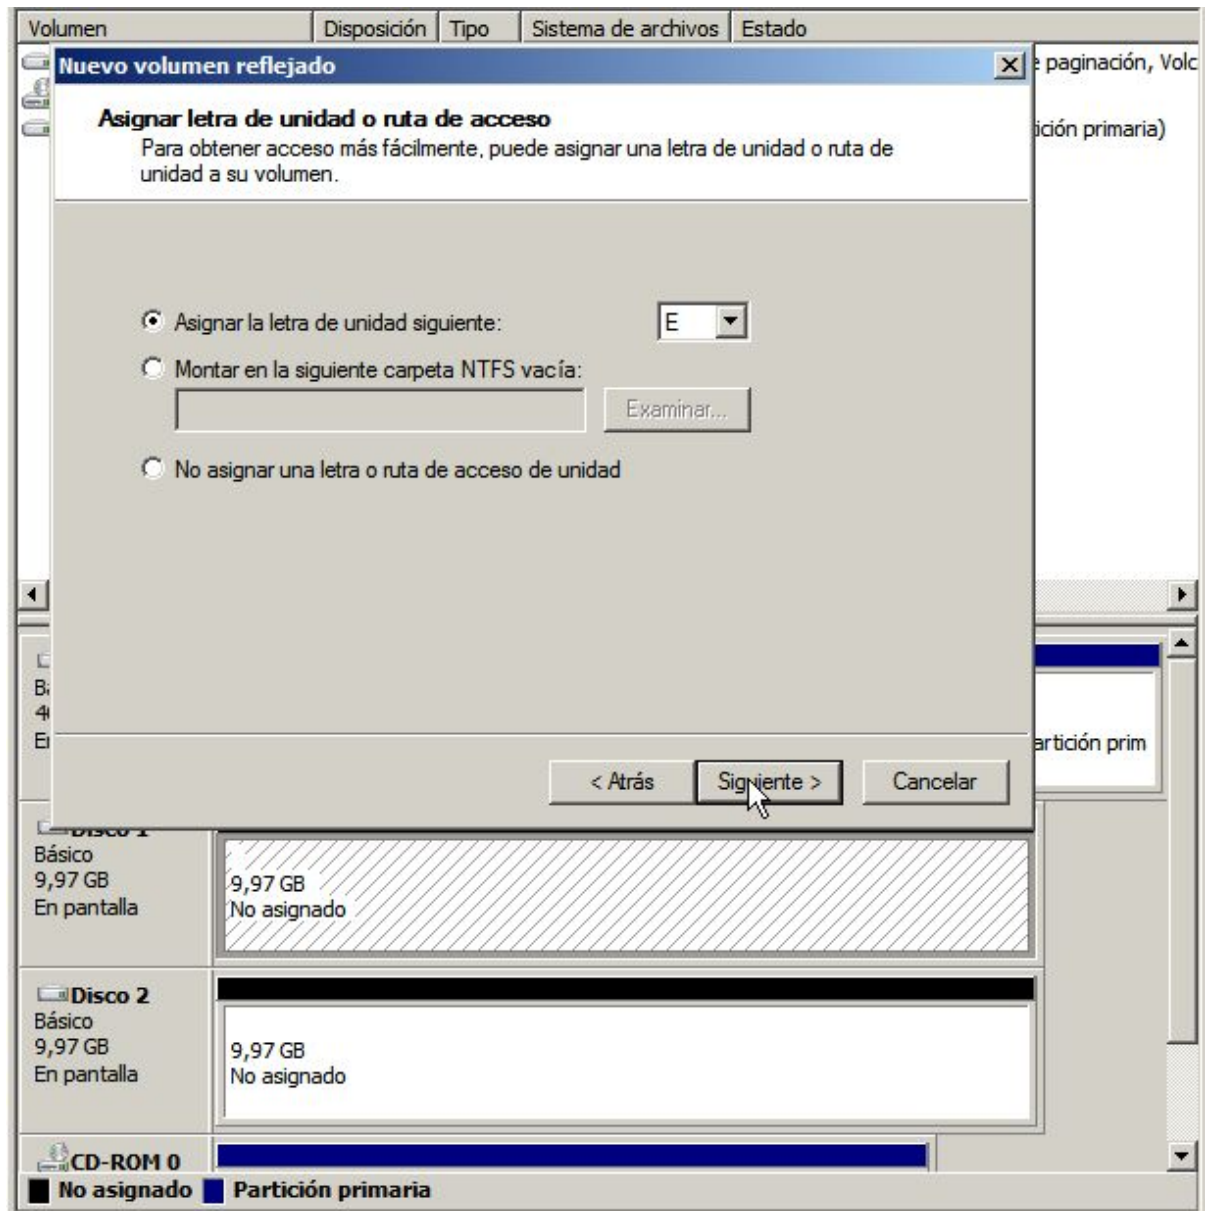 Volumen Disposición Tipo Sistema de archivos Estado
Nuevo volumen reflejado
paginación, Volc
Asignar letra de unidad o ruta de acceso
Para obtener acceso más fácilmente, puede asignar una letra de unidad o ruta de
unidad a su volumen.
primaria)
Asignar la letra de unidad siguiente: E
Montar en la siguiente carpeta NTFS vacía:
Examinar...
No asignar una letra o ruta de acceso de unidad
artición prim
< Atrás Siguiente > Cancelar
Disco 1
Básico
9,97 GB
En pantalla
9,97 GB
No asignado
Disco 2
Básico
9,97 GB
En pantalla
9,97 GB
No asignado
CD-ROM 0
No asignado Partición primaria